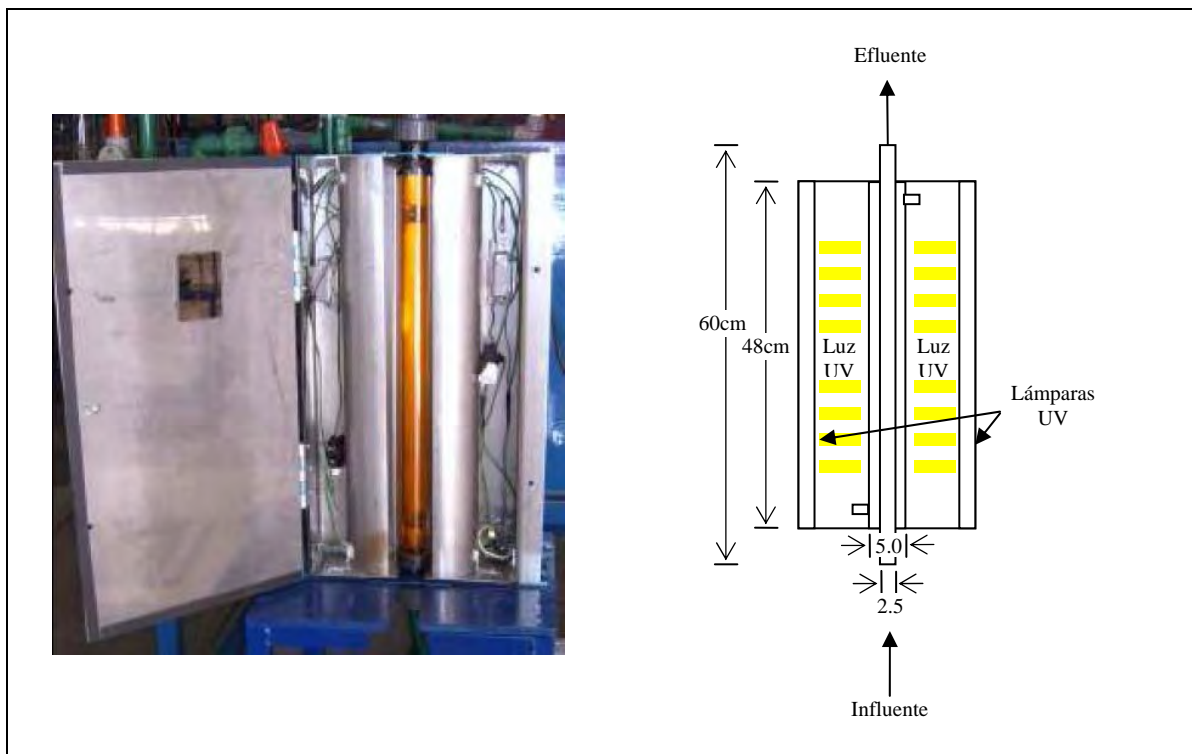 Efluente
60cm
48cm
Luz
UV
Luz
UV
Lámparas
UV
5.0
2.5
Influente